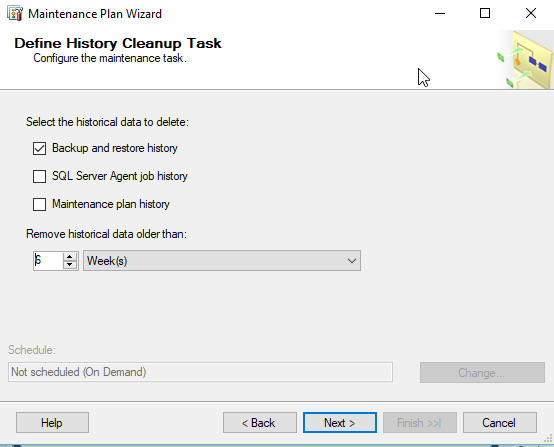 Maintenance Plan Wizard
Define History Cleanup Task
Configure the maintenance task.
Select the historical data to delete:
Backup and restore history
SQL Server Agent job history
Maintenance plan history
Remove historical data older than:
6 Week(s)
Schedule:
Not scheduled (On Demand) Change...
Help < Back Next > Finish >>| Cancel